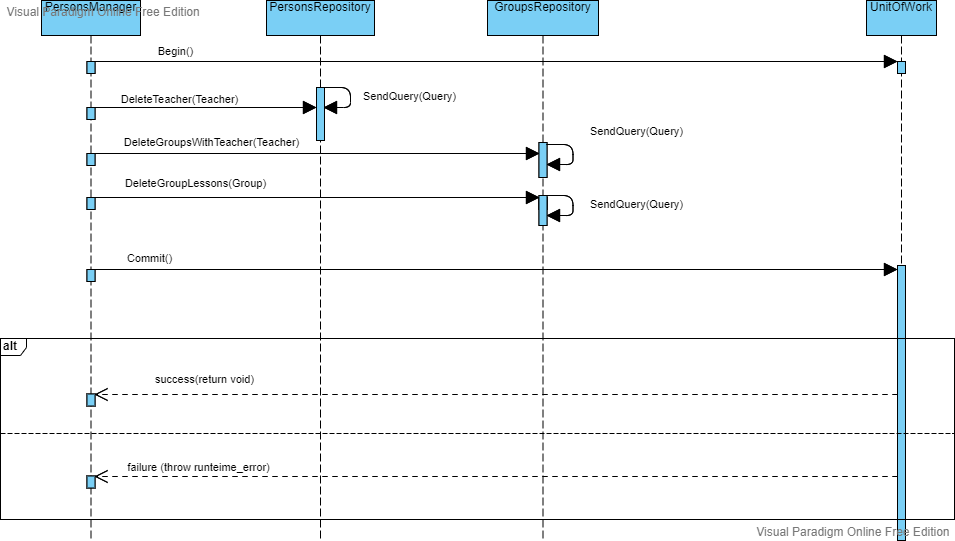 Visual Paradigm Online Free Edition
PersonsManager
PersonsRepository
GroupsRepository
UnitOfWork
Begin()
DeleteTeacher(Teacher)
SendQuery(Query)
DeleteGroupsWithTeacher(Teacher)
SendQuery(Query)
DeleteGroupLessons(Group)
SendQuery(Query)
Commit()
alt
success(return void)
failure (throw runteime_error)
Visual Paradigm Online Free Edition